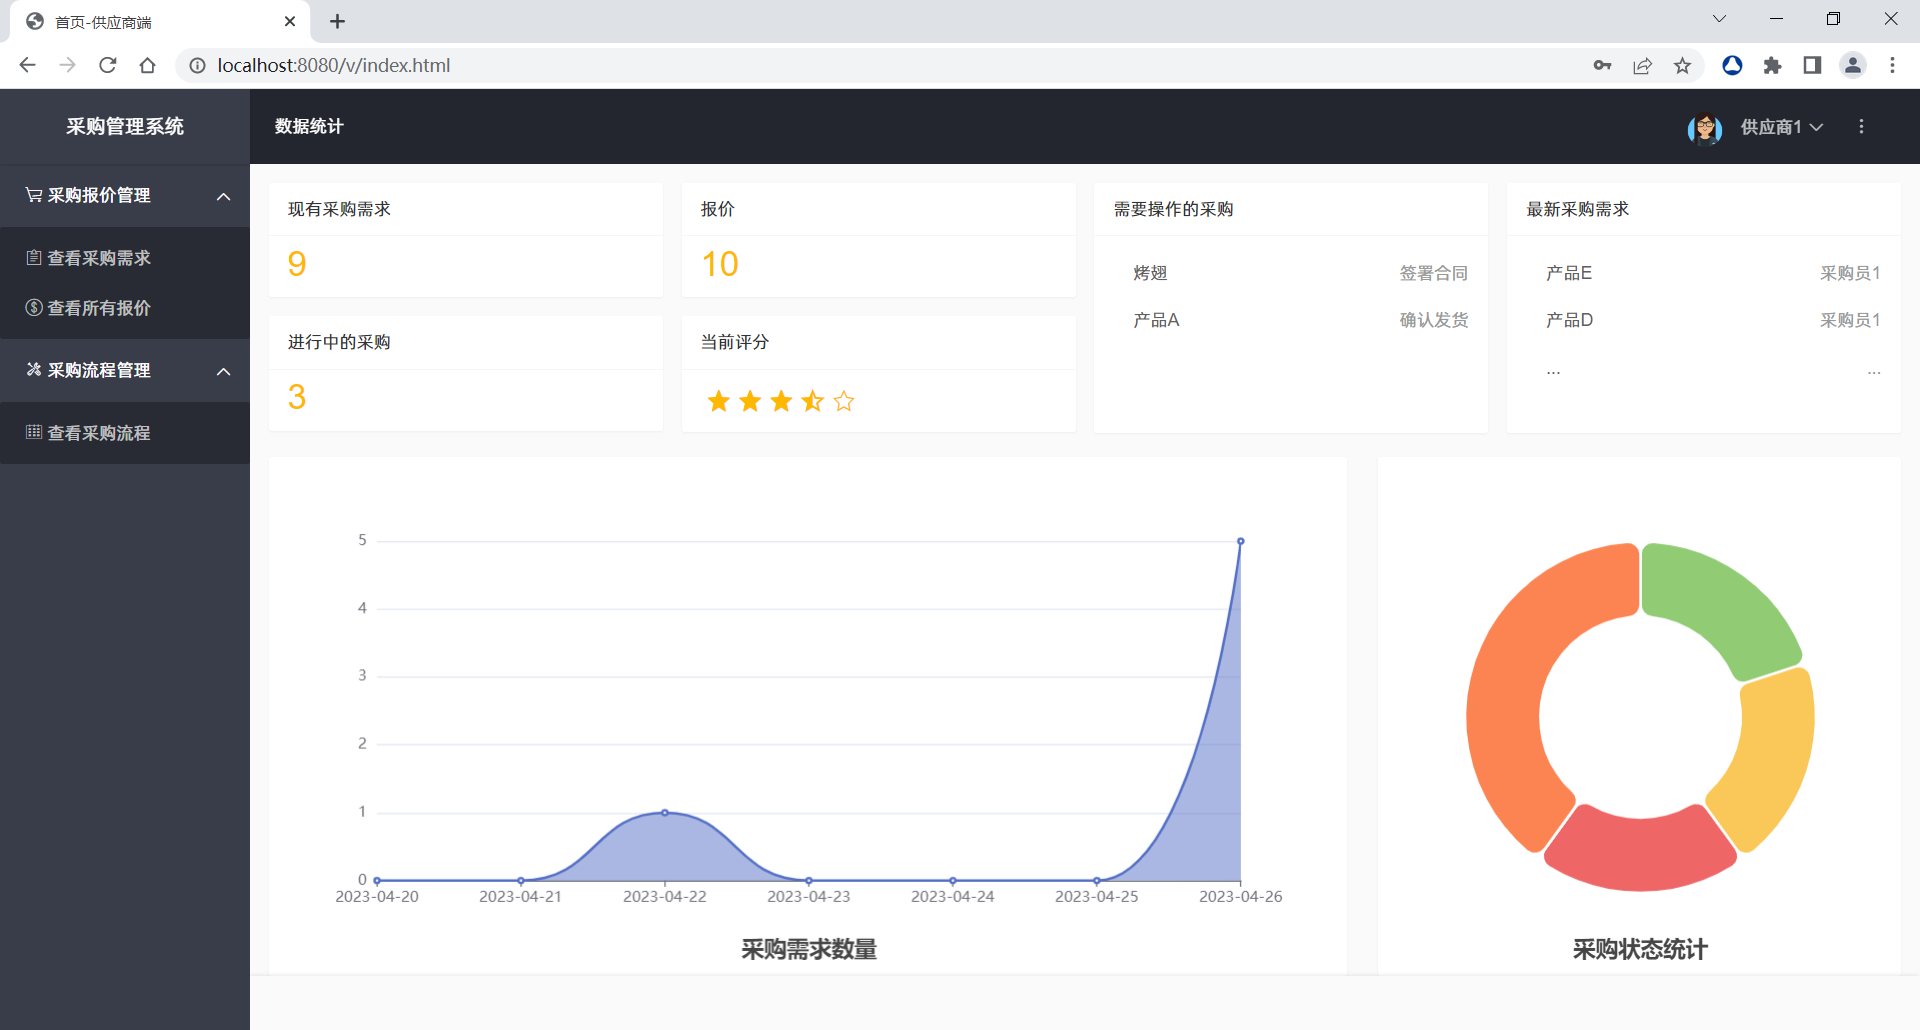 首页-供应商端
localhost:8080/v/index.html
采购管理系统
数据统计
供应商1
采购报价管理
查看采购需求
查看所有报价
采购流程管理
查看采购流程
现有采购需求
9
报价
10
进行中的采购
3
当前评分
需要操作的采购
烤翅 签署合同
产品A 确认发货
最新采购需求
产品E 采购员1
产品D 采购员1
... ...
5
4
3
2
1
0
2023-04-20 2023-04-21 2023-04-22 2023-04-23 2023-04-24 2023-04-25 2023-04-26
采购需求数量
采购状态统计